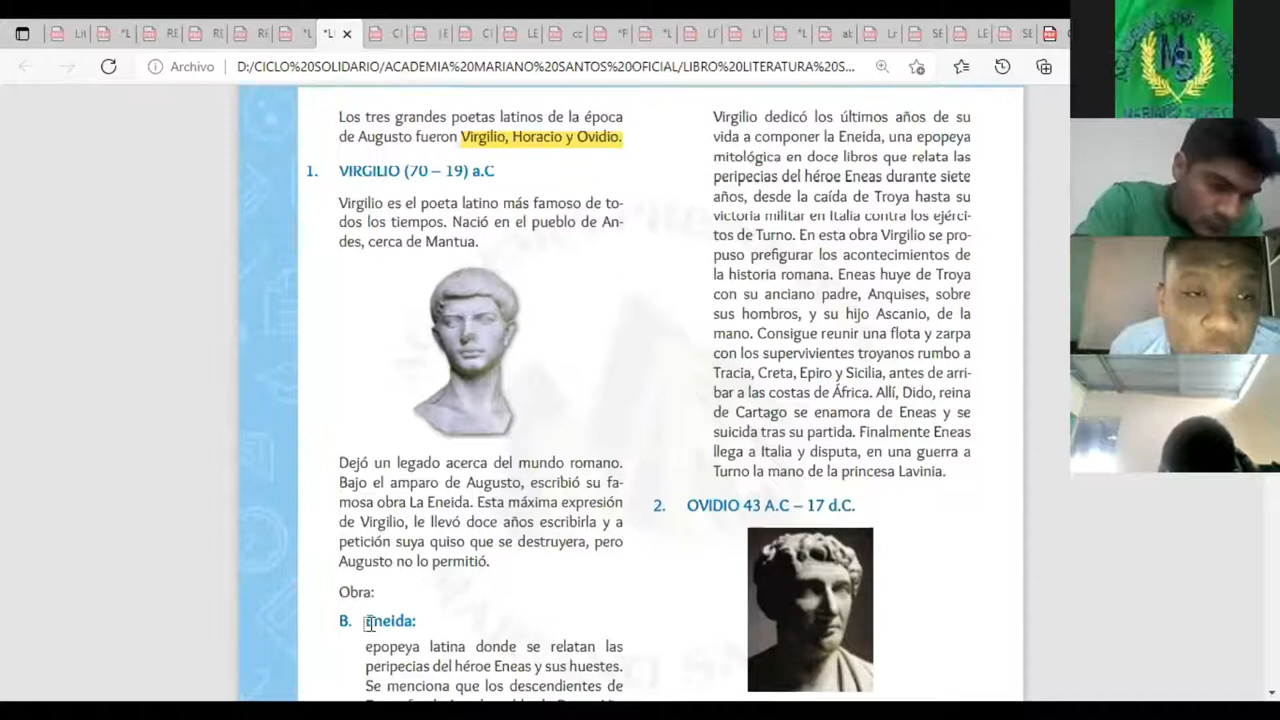 Archivo
D:/CICLO%20SOLIDARIO/ACADEMIA%20MARIANO%20SANTOS%20OFICIAL/LIBRO%20LITERATURA%20S...
Los tres grandes poetas latinos de la época
de Augusto fueron Virgilio, Horacio y Ovidio.
1. VIRGILIO (70 – 19) a.C
Virgilio es el poeta latino más famoso de to-
dos los tiempos. Nació en el pueblo de An-
des, cerca de Mantua.
Dejó un legado acerca del mundo romano.
Bajo el amparo de Augusto, escribió su fa-
mosa obra La Eneida. Esta máxima expresión
de Virgilio, le llevó doce años escribirla y a
petición suya quiso que se destruyera, pero
Augusto no lo permitió.
Obra:
B. Eneida:
epopeya latina donde se relatan las
peripecias del héroe Eneas y sus huestes.
Se menciona que los descendientes de
Virgilio dedicó los últimos años de su
vida a componer la Eneida, una epopeya
mitológica en doce libros que relata las
peripecias del héroe Eneas durante siete
años, desde la caída de Troya hasta su
victoria militar en Italia contra los ejérci-
tos de Turno. En esta obra Virgilio se pro-
puso prefigurar los acontecimientos de
la historia romana. Eneas huye de Troya
con su anciano padre, Anquises, sobre
sus hombros, y su hijo Ascanio, de la
mano. Consigue reunir una flota y zarpa
con los supervivientes troyanos rumbo a
Tracia, Creta, Epiro y Sicilia, antes de arri-
bar a las costas de África. Allí, Dido, reina
de Cartago se enamora de Eneas y se
suicida tras su partida. Finalmente Eneas
llega a Italia y disputa, en una guerra a
Turno la mano de la princesa Lavinia.
2. OVIDIO 43 A.C – 17 d.C.